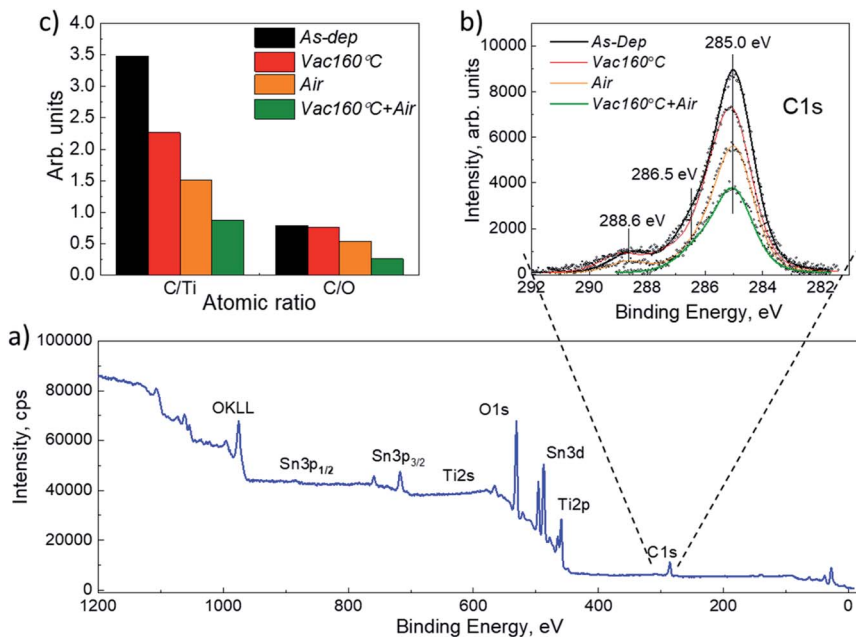 c)
4.0
3.5
3.0
2.5
2.0
1.5
1.0
0.5
0.0
Arb. units
As-dep
Vac160°C
Air
Vac160°C+Air
C/Ti
C/O
Atomic ratio
b)
10000
8000
6000
4000
2000
0
Intensity, arb. units
As-Dep
Vac160°C
Air
Vac160°C+Air
285.0 eV
C1s
286.5 eV
288.6 eV
292 290 288 286 284 282
Binding Energy, eV
a)
100000
80000
60000
40000
20000
0
Intensity, cps
OKLL
Sn3p1/2
Sn3p3/2
Ti2s
O1s
Sn3d
Ti2p
C1s
1200 1000 800 600 400 200 0
Binding Energy, eV